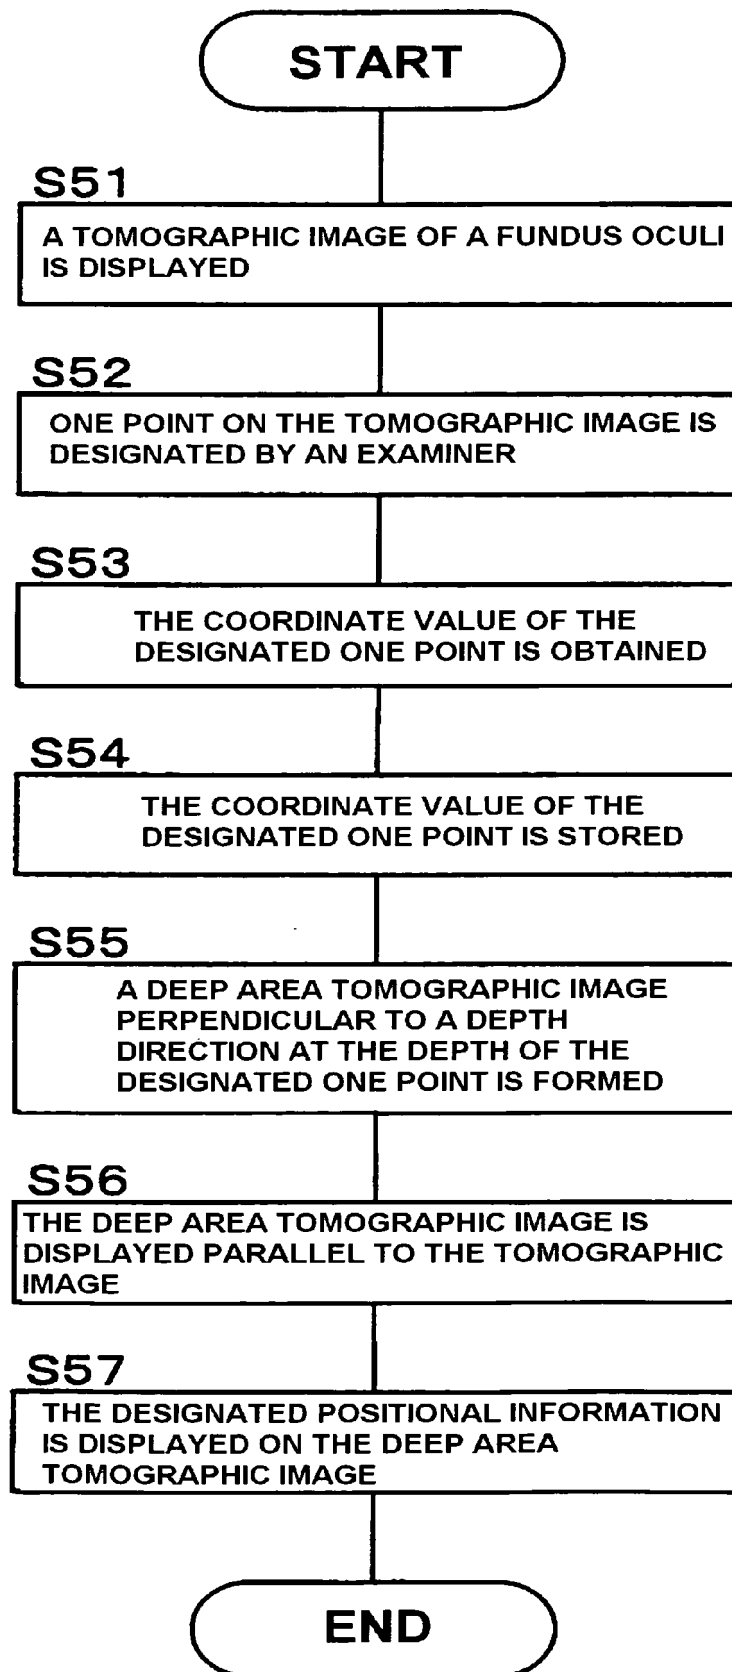 START
S51
A TOMOGRAPHIC IMAGE OF A FUNDUS OCULI
IS DISPLAYED
S52
ONE POINT ON THE TOMOGRAPHIC IMAGE IS
DESIGNATED BY AN EXAMINER
S53
THE COORDINATE VALUE OF THE
DESIGNATED ONE POINT IS OBTAINED
S54
THE COORDINATE VALUE OF THE
DESIGNATED ONE POINT IS STORED
S55
A DEEP AREA TOMOGRAPHIC IMAGE
PERPENDICULAR TO A DEPTH
DIRECTION AT THE DEPTH OF THE
DESIGNATED ONE POINT IS FORMED
S56
THE DEEP AREA TOMOGRAPHIC IMAGE IS
DISPLAYED PARALLEL TO THE TOMOGRAPHIC
IMAGE
S57
THE DESIGNATED POSITIONAL INFORMATION
IS DISPLAYED ON THE DEEP AREA
TOMOGRAPHIC IMAGE
END